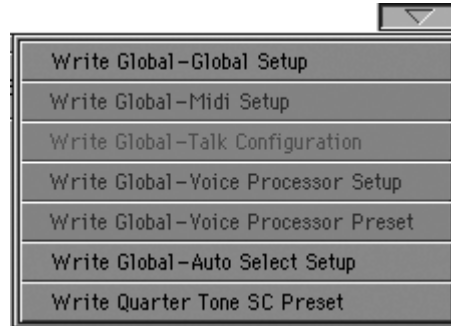 Write Global-Global Setup
Write Global-Midi Setup
Write Global-Talk Configuration
Write Global-Voice Processor Setup
Write Global-Voice Processor Preset
Write Global-Auto Select Setup
Write Quarter Tone SC Preset